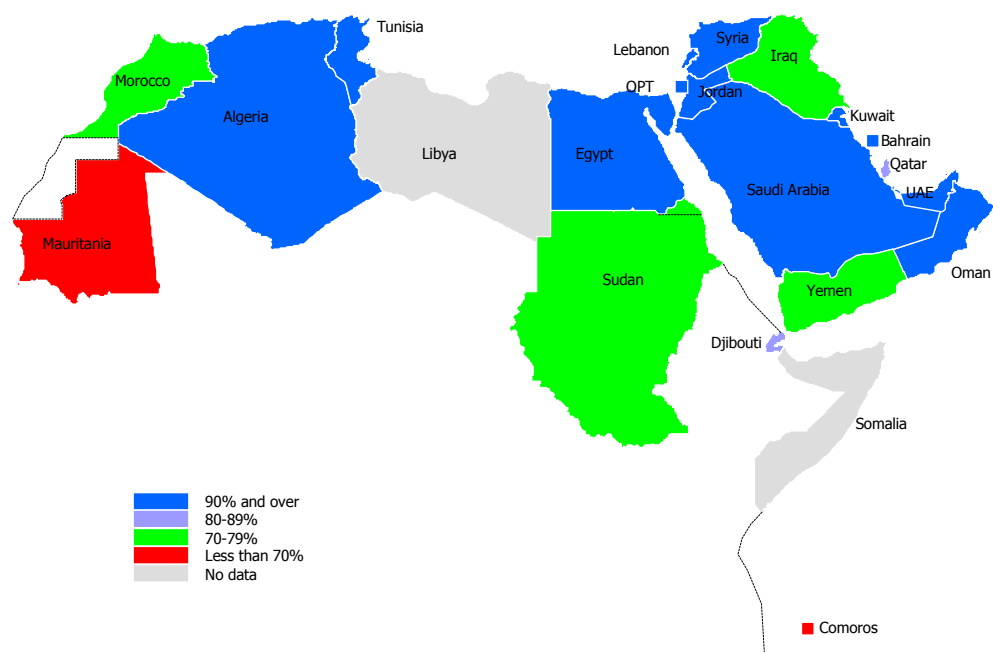 Tunisia
Syria
Lebanon
Iraq
Morocco
OPT
Jordan
Algeria
Kuwait
Bahrain
Libya
Egypt
Qatar
Saudi Arabia
UAE
Mauritania
Oman
Sudan
Yemen
Djibouti
Somalia
90% and over
80-89%
70-79%
Less than 70%
No data
Comoros